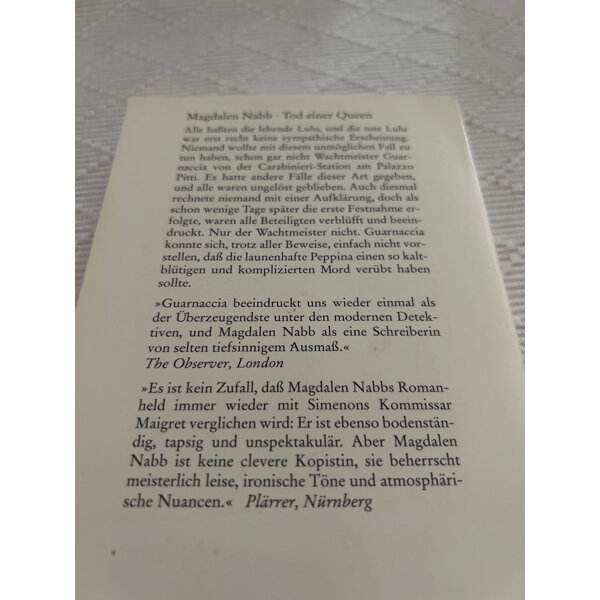 Magdalen Nabb · Tod einer Queen
Alle haßten die lebende Lulu, und die tote Lulu
war erst recht keine sympathische Erscheinung.
Niemand wollte mit diesem unmöglichen Fall zu
tun haben, schon gar nicht Wachtmeister Guar-
naccia von der Carabinieri-Station am Palazzo
Pitti. Es hatte andere Fälle dieser Art gegeben,
und alle waren ungelöst geblieben. Auch diesmal
rechnete niemand mit einer Aufklärung, doch als
schon wenige Tage später die erste Festnahme er-
folgte, waren alle Beteiligten verblüfft und beein-
druckt. Nur der Wachtmeister nicht. Guarnaccia
konnte sich, trotz aller Beweise, einfach nicht vor-
stellen, daß die launenhafte Peppina einen so kalt-
blütigen und komplizierten Mord verübt haben
sollte.
»Guarnaccia beeindruckt uns wieder einmal als
der Überzeugendste unter den modernen Detek-
tiven, und Magdalen Nabb als eine Schreiberin
von selten tiefsinnigem Ausmaß.«
The Observer, London
»Es ist kein Zufall, daß Magdalen Nabbs Roman-
held immer wieder mit Simenons Kommissar
Maigret verglichen wird: Er ist ebenso bodenstän-
dig, tapsig und unspektakulär. Aber Magdalen
Nabb ist keine clevere Kopistin, sie beherrscht
meisterlich leise, ironische Töne und atmosphäri-
sche Nuancen.« Plärrer, Nürnberg